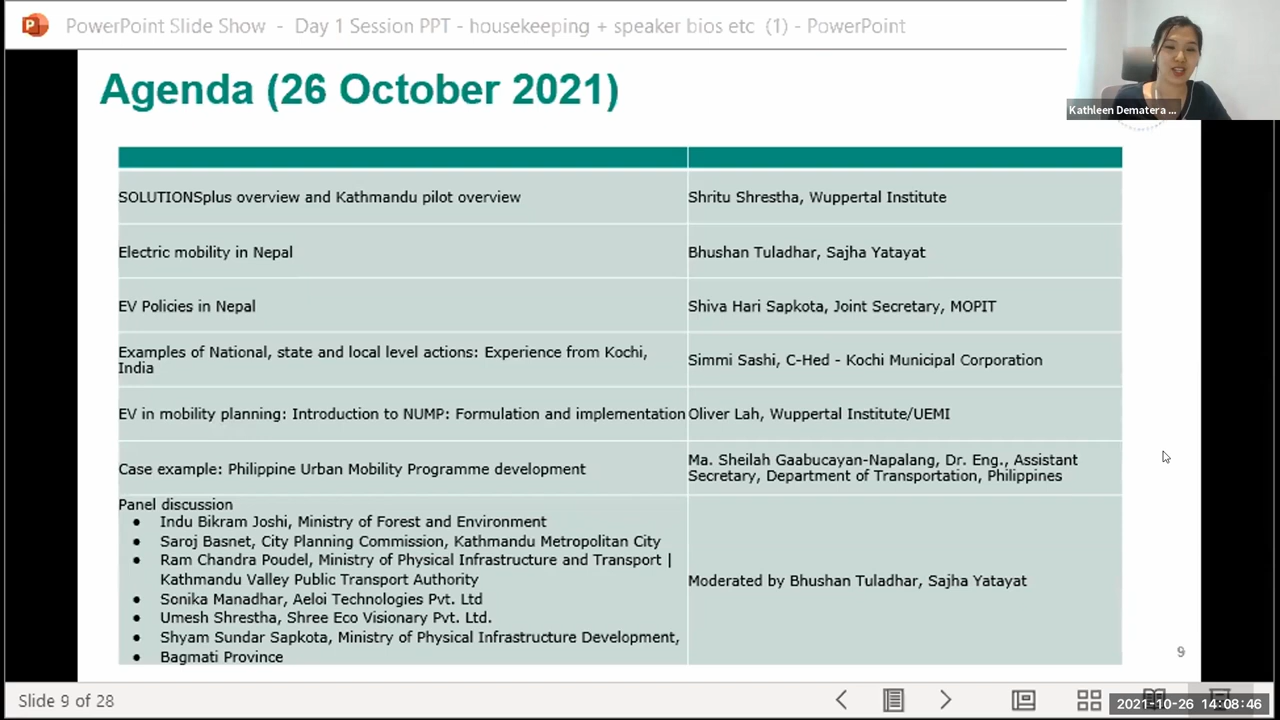 PowerPoint Slide Show - Day 1 Session PPT - housekeeping + speaker bios etc (1) - PowerPoint
Kathleen Dematera ...
Agenda (26 October 2021)
SOLUTIONSplus overview and Kathmandu pilot overview
Shritu Shrestha, Wuppertal Institute
Electric mobility in Nepal
Bhushan Tuladhar, Sajha Yatayat
EV Policies in Nepal
Shiva Hari Sapkota, Joint Secretary, MOPIT
Examples of National, state and local level actions: Experience from Kochi,
India
Simmi Sashi, C-Hed - Kochi Municipal Corporation
EV in mobility planning: Introduction to NUMP: Formulation and implementation
Oliver Lah, Wuppertal Institute/UEMI
Case example: Philippine Urban Mobility Programme development
Ma. Sheilah Gaabucayan-Napalang, Dr. Eng., Assistant
Secretary, Department of Transportation, Philippines
Panel discussion
● Indu Bikram Joshi, Ministry of Forest and Environment
● Saroj Basnet, City Planning Commission, Kathmandu Metropolitan City
● Ram Chandra Poudel, Ministry of Physical Infrastructure and Transport |
Kathmandu Valley Public Transport Authority
● Sonika Manadhar, Aeloi Technologies Pvt. Ltd
● Umesh Shrestha, Shree Eco Visionary Pvt. Ltd.
● Shyam Sundar Sapkota, Ministry of Physical Infrastructure Development,
● Bagmati Province
Moderated by Bhushan Tuladhar, Sajha Yatayat
9
Slide 9 of 28
2021-10-26 14:08:46